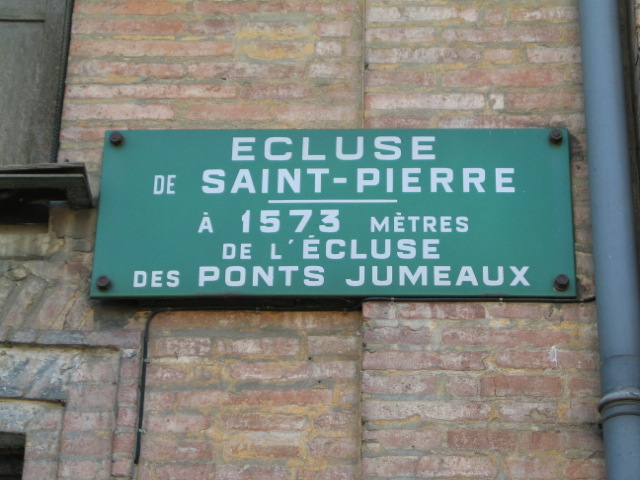 ECLUSE
DE SAINT-PIERRE
À 1573 MÈTRES
DE L'ÉCLUSE
DES PONTS JUMEAUX